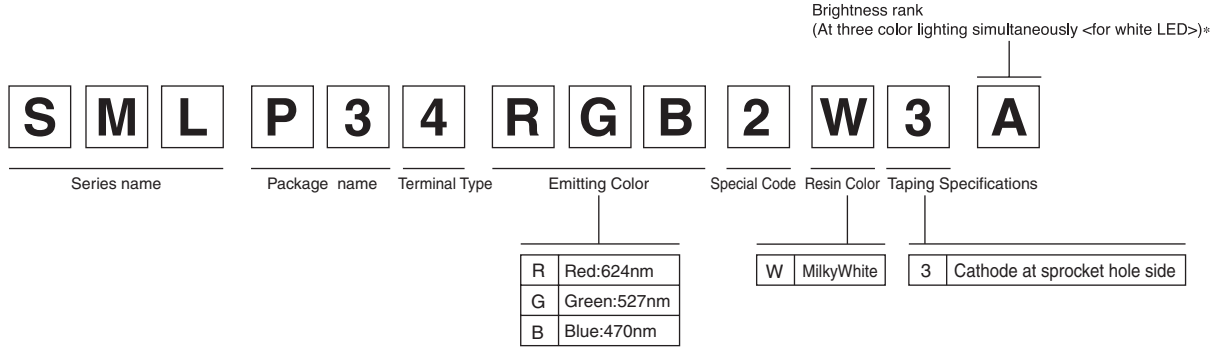 Brightness rank
(At three color lighting simultaneously <for white LED>)*
S M L P 3 4 R G B 2 W 3 A
Series name Package name Terminal Type Emitting Color Special Code Resin Color Taping Specifications
R Red:624nm
G Green:527nm
B Blue:470nm
W MilkyWhite
3 Cathode at sprocket hole side